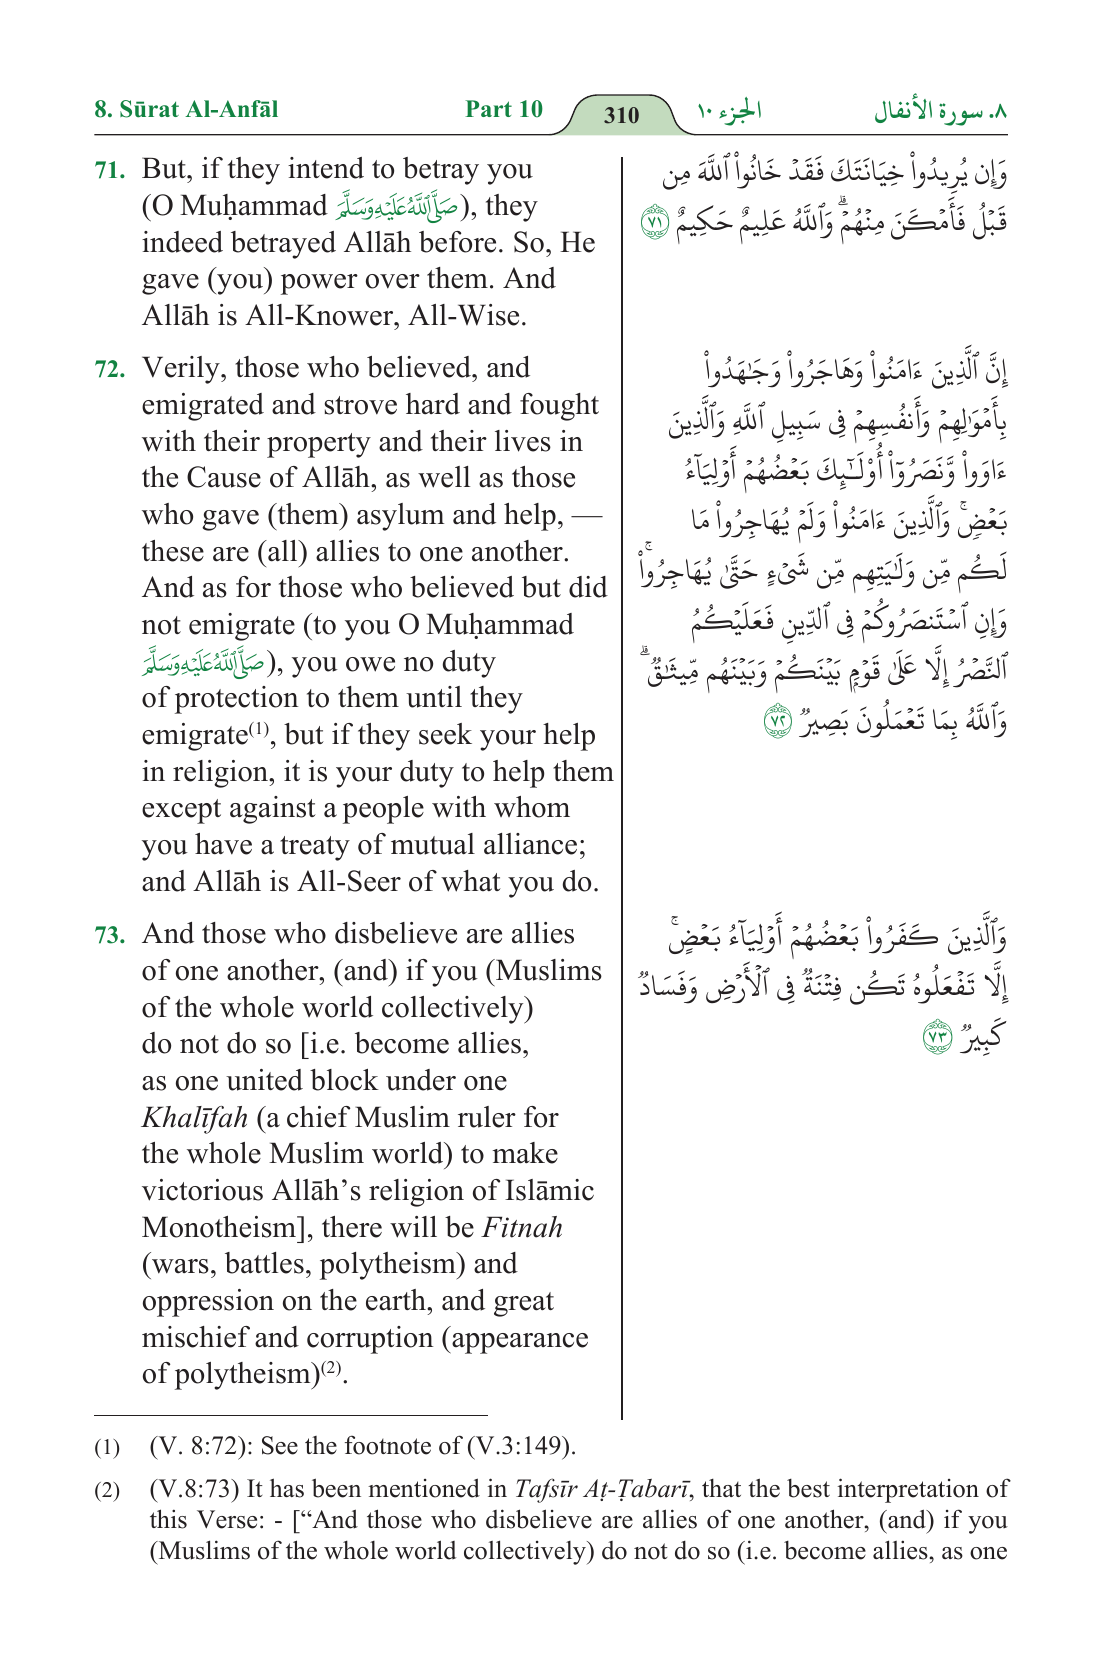 8. Sūrat Al-Anfāl Part 10 310 الجزء ١٠ ٨. سورة الأنفال
71. But, if they intend to betray you
(O Muḥammad صَلَّى ٱللَّهُ عَلَيْهِ وَسَلَّمَ), they
indeed betrayed Allāh before. So, He
gave (you) power over them. And
Allāh is All-Knower, All-Wise.
وَإِن يُرِيدُوا۟ خِيَانَتَكَ فَقَدْ خَانُوا۟ ٱللَّهَ مِن
قَبْلُ فَأَمْكَنَ مِنْهُمْ ۗ وَٱللَّهُ عَلِيمٌ حَكِيمٌ ٧١
72. Verily, those who believed, and
emigrated and strove hard and fought
with their property and their lives in
the Cause of Allāh, as well as those
who gave (them) asylum and help, —
these are (all) allies to one another.
And as for those who believed but did
not emigrate (to you O Muḥammad
صَلَّى ٱللَّهُ عَلَيْهِ وَسَلَّمَ), you owe no duty
of protection to them until they
emigrate(1), but if they seek your help
in religion, it is your duty to help them
except against a people with whom
you have a treaty of mutual alliance;
and Allāh is All-Seer of what you do.
إِنَّ ٱلَّذِينَ ءَامَنُوا۟ وَهَاجَرُوا۟ وَجَـٰهَدُوا۟
بِأَمْوَٰلِهِمْ وَأَنفُسِهِمْ فِى سَبِيلِ ٱللَّهِ وَٱلَّذِينَ
ءَاوَوا۟ وَّنَصَرُوٓا۟ أُو۟لَـٰٓئِكَ بَعْضُهُمْ أَوْلِيَآءُ
بَعْضٍ ۚ وَٱلَّذِينَ ءَامَنُوا۟ وَلَمْ يُهَاجِرُوا۟ مَا
لَكُم مِّن وَلَـٰيَتِهِم مِّن شَىْءٍ حَتَّىٰ يُهَاجِرُوا۟ ۚ
وَإِنِ ٱسْتَنصَرُوكُمْ فِى ٱلدِّينِ فَعَلَيْكُمُ
ٱلنَّصْرُ إِلَّا عَلَىٰ قَوْمٍۭ بَيْنَكُمْ وَبَيْنَهُم مِّيثَـٰقٌ ۗ
وَٱللَّهُ بِمَا تَعْمَلُونَ بَصِيرٌ ٧٢
73. And those who disbelieve are allies
of one another, (and) if you (Muslims
of the whole world collectively)
do not do so [i.e. become allies,
as one united block under one
Khalīfah (a chief Muslim ruler for
the whole Muslim world) to make
victorious Allāh’s religion of Islāmic
Monotheism], there will be Fitnah
(wars, battles, polytheism) and
oppression on the earth, and great
mischief and corruption (appearance
of polytheism)(2).
وَٱلَّذِينَ كَفَرُوا۟ بَعْضُهُمْ أَوْلِيَآءُ بَعْضٍ ۚ
إِلَّا تَفْعَلُوهُ تَكُن فِتْنَةٌ فِى ٱلْأَرْضِ وَفَسَادٌ
كَبِيرٌ ٧٣
(1) (V. 8:72): See the footnote of (V.3:149).
(2) (V.8:73) It has been mentioned in Tafsīr Aṭ-Ṭabarī, that the best interpretation of
this Verse: - [“And those who disbelieve are allies of one another, (and) if you
(Muslims of the whole world collectively) do not do so (i.e. become allies, as one